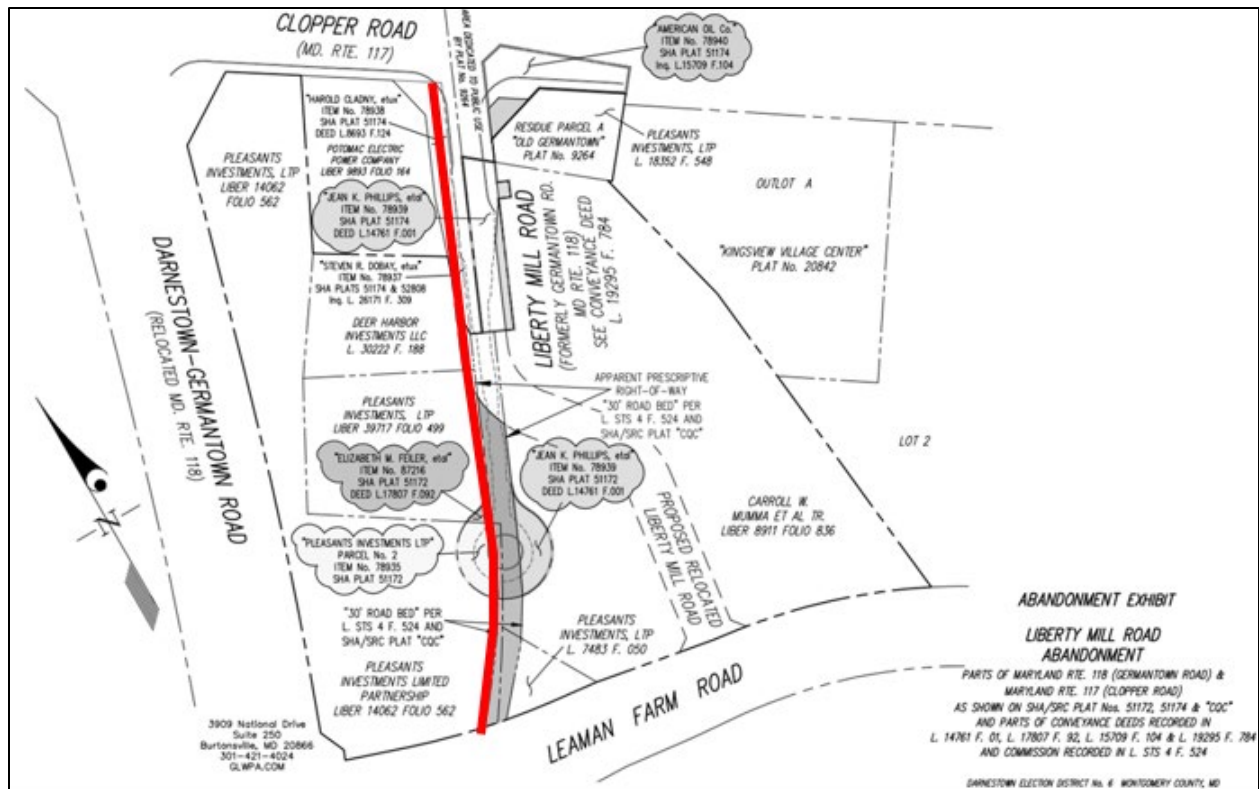 CLOPPER ROAD
(MD. RTE. 117)
AREA DEDICATED TO PUBLIC USE
BY PLAT No. 9264
"AMERICAN OIL Co."
ITEM No. 78940
SHA PLAT 51174
Inq. L.15709 F.104
"HAROLD CLADNY, etux"
ITEM No. 78938
SHA PLAT 51174
DEED L.8693 F.124
POTOMAC ELECTRIC
POWER COMPANY
LIBER 9893 FOLIO 164
PLEASANTS
INVESTMENTS, LTP
LIBER 14062
FOLIO 562
RESIDUE PARCEL A
"OLD GERMANTOWN"
PLAT No. 9264
PLEASANTS
INVESTMENTS, LTP
L. 18352 F. 548
OUTLOT A
"JEAN K. PHILLIPS, etal"
ITEM No. 78939
SHA PLAT 51174
DEED L.14761 F.001
"KINGSVIEW VILLAGE CENTER"
PLAT No. 20842
DARNESTOWN-GERMANTOWN ROAD
(RELOCATED MD. RTE. 118)
LIBERTY MILL ROAD
(FORMERLY GERMANTOWN RD.
MD RTE. 118)
SEE CONVEYANCE DEED
L. 19295 F. 784
"STEVEN R. DOBAY, etux"
ITEM No. 78937
SHA PLATS 51174 & 52808
Inq. L. 26171 F. 309
DEER HARBOR
INVESTMENTS LLC
L. 30222 F. 188
APPARENT PRESCRIPTIVE
RIGHT-OF-WAY
"30' ROAD BED" PER
L. STS 4 F. 524 AND
SHA/SRC PLAT "CQC"
PLEASANTS
INVESTMENTS, LTP
LIBER 39717 FOLIO 499
LOT 2
"ELIZABETH M. FEILER, etal"
ITEM No. 87216
SHA PLAT 51172
DEED L.17807 F.092
"JEAN K. PHILLIPS, etal"
ITEM No. 78939
SHA PLAT 51172
DEED L.14761 F.001
PROPOSED RELOCATED
LIBERTY MILL ROAD
CARROLL W.
MUMMA ET AL TR.
LIBER 8911 FOLIO 836
N
"PLEASANTS INVESTMENTS LTP"
PARCEL No. 2
ITEM No. 78935
SHA PLAT 51172
"30' ROAD BED" PER
L. STS 4 F. 524 AND
SHA/SRC PLAT "CQC"
PLEASANTS
INVESTMENTS, LTP
L. 7483 F. 050
PLEASANTS
INVESTMENTS LIMITED
PARTNERSHIP
LIBER 14062 FOLIO 562
LEAMAN FARM ROAD
3909 National Drive
Suite 250
Burtonsville, MD 20866
301-421-4024
GLWPA.COM
ABANDONMENT EXHIBIT
LIBERTY MILL ROAD
ABANDONMENT
PARTS OF MARYLAND RTE. 118 (GERMANTOWN ROAD) &
MARYLAND RTE. 117 (CLOPPER ROAD)
AS SHOWN ON SHA/SRC PLAT Nos. 51172, 51174 & "CQC"
AND PARTS OF CONVEYANCE DEEDS RECORDED IN
L. 14761 F. 01, L. 17807 F. 92, L. 15709 F. 104 & L. 19295 F. 784
AND COMMISSION RECORDED IN L. STS 4 F. 524
DARNESTOWN ELECTION DISTRICT No. 6 MONTGOMERY COUNTY, MD